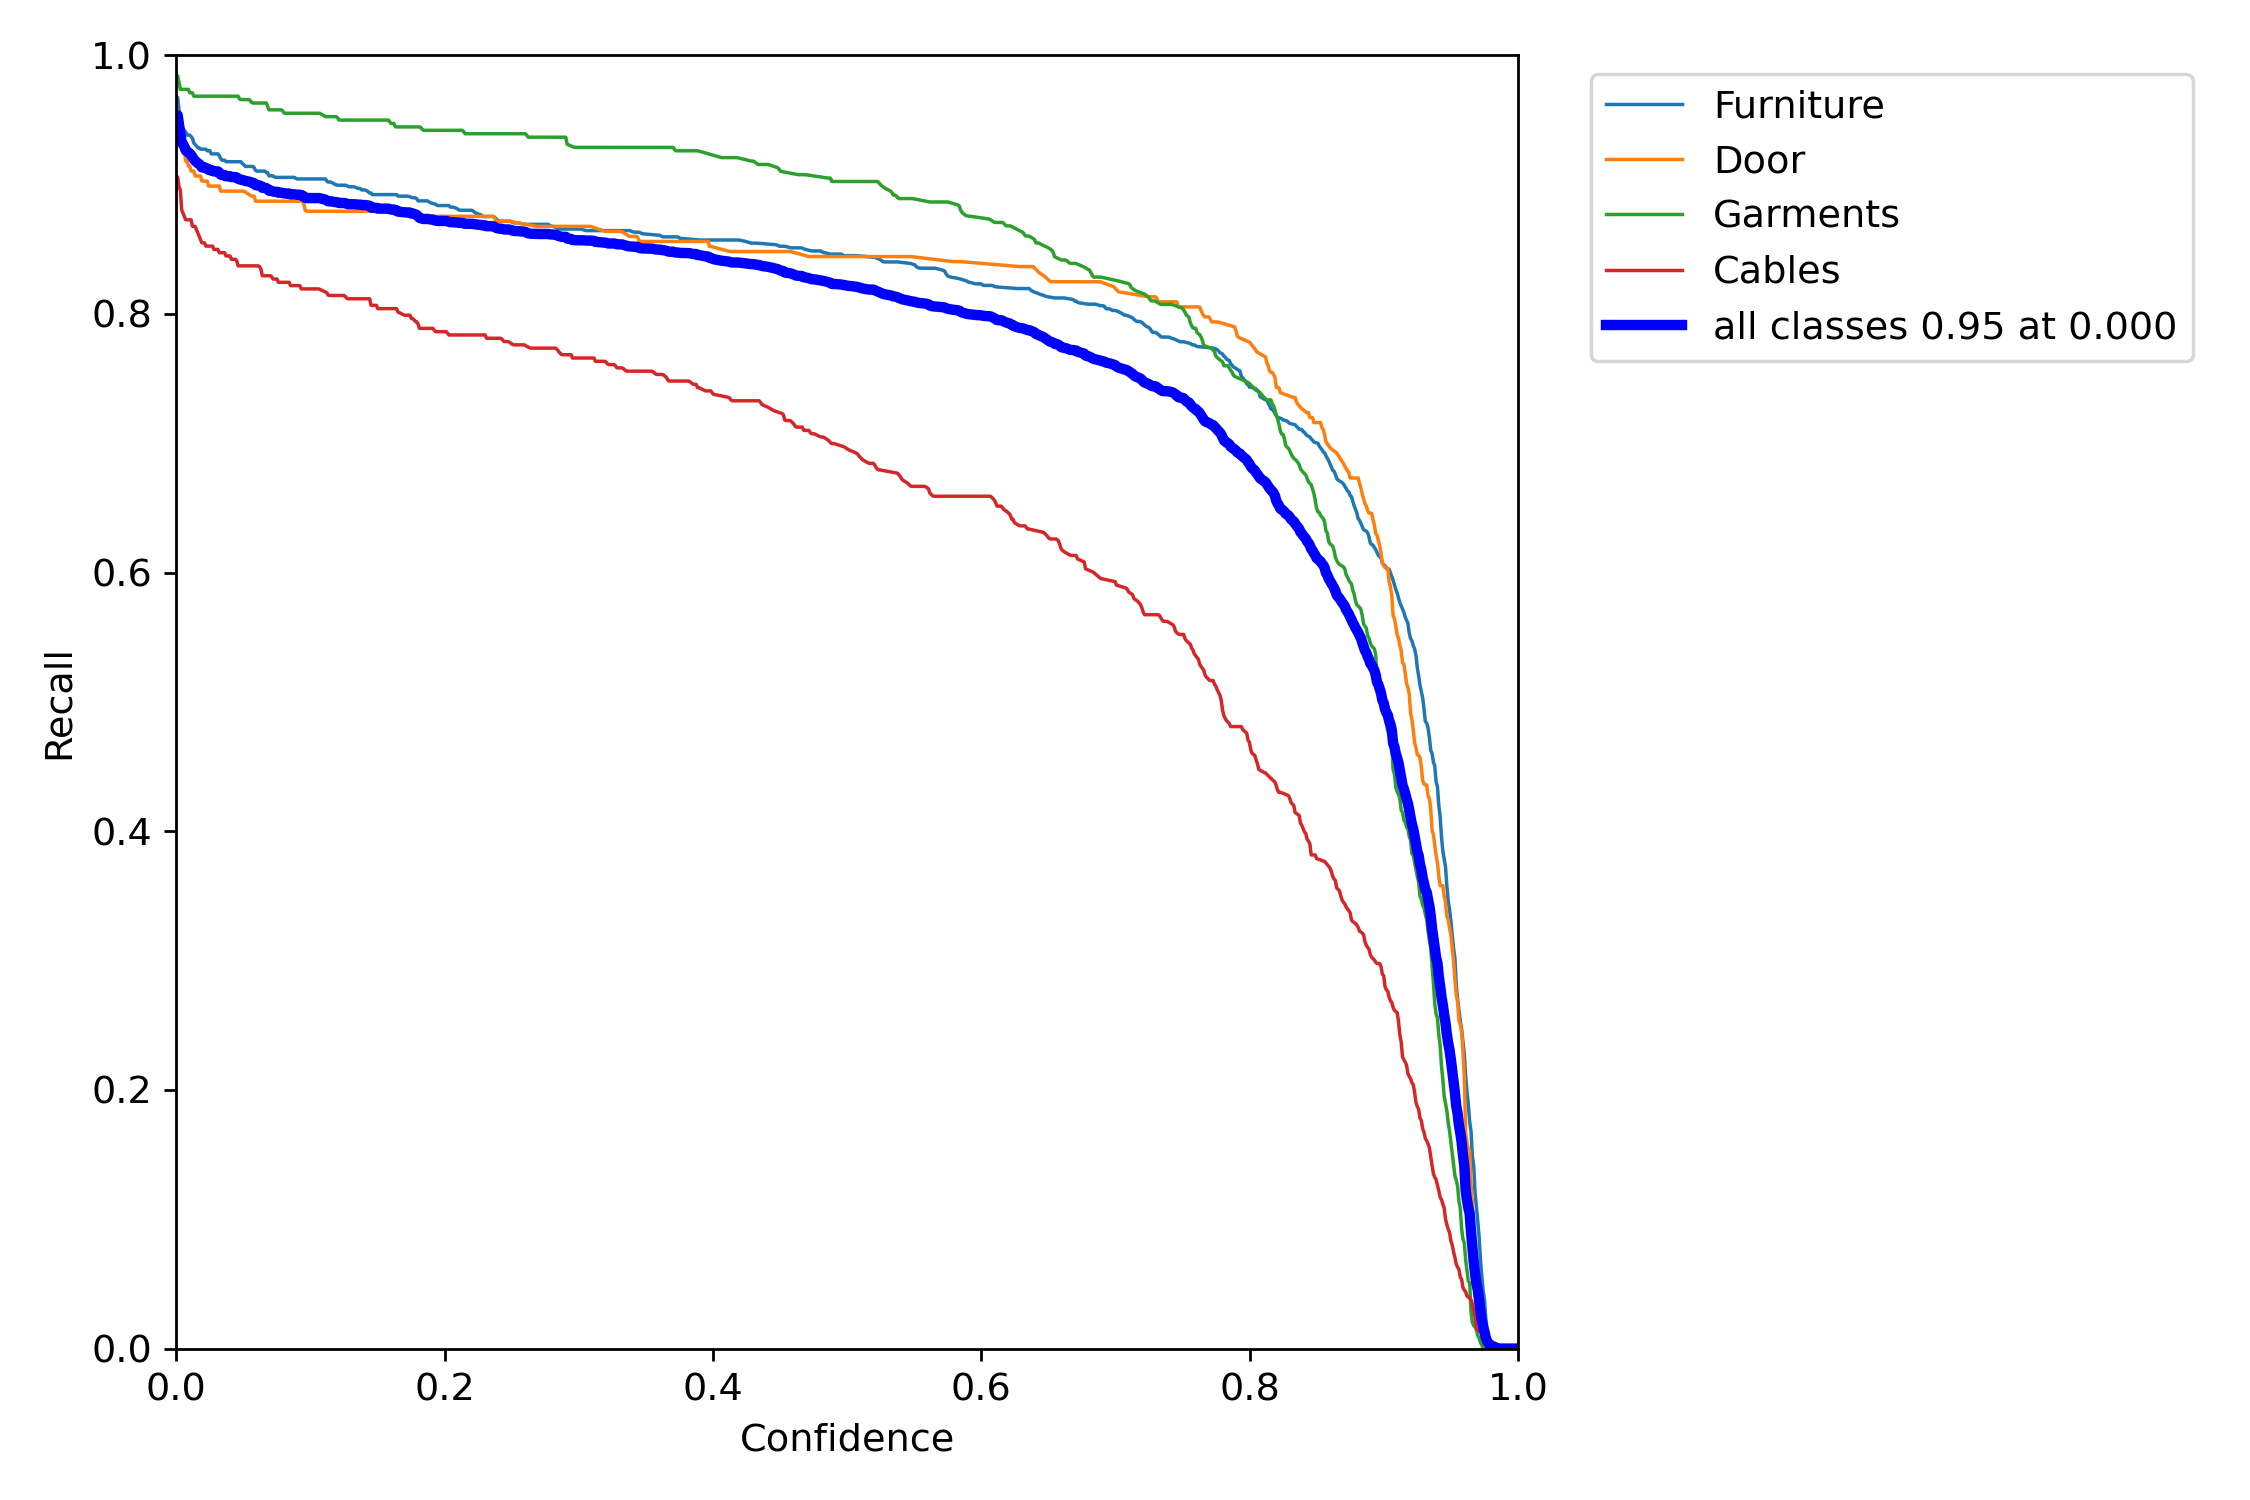 1.0
0.8
0.6
0.4
0.2
0.0
Recall
0.0 0.2 0.4 0.6 0.8 1.0
Confidence
Furniture
Door
Garments
Cables
all classes 0.95 at 0.000